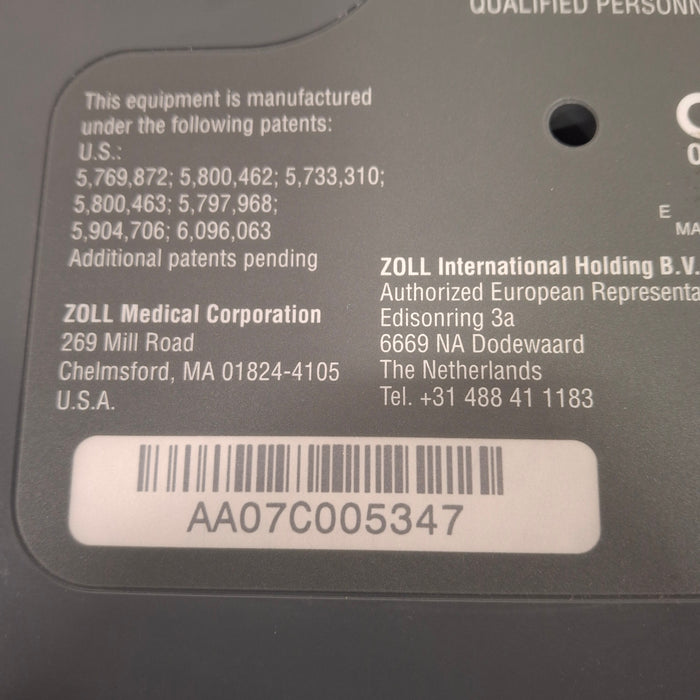 QUALIFIED PERSONN
This equipment is manufactured
under the following patents:
U.S.:
5,769,872; 5,800,462; 5,733,310;
5,800,463; 5,797,968;
5,904,706; 6,096,063
Additional patents pending
ZOLL Medical Corporation
269 Mill Road
Chelmsford, MA 01824-4105
U.S.A.
E
MA
ZOLL International Holding B.V.
Authorized European Representa
Edisonring 3a
6669 NA Dodewaard
The Netherlands
Tel. +31 488 41 1183
AA07C005347